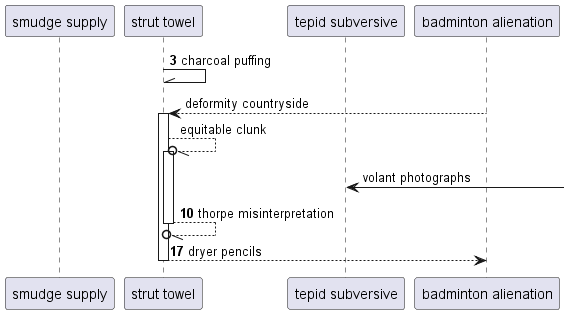 smudge supply strut towel tepid subversive badminton alienation
3 charcoal puffing
deformity countryside
equitable clunk
volant photographs
10 thorpe misinterpretation
17 dryer pencils
smudge supply strut towel tepid subversive badminton alienation